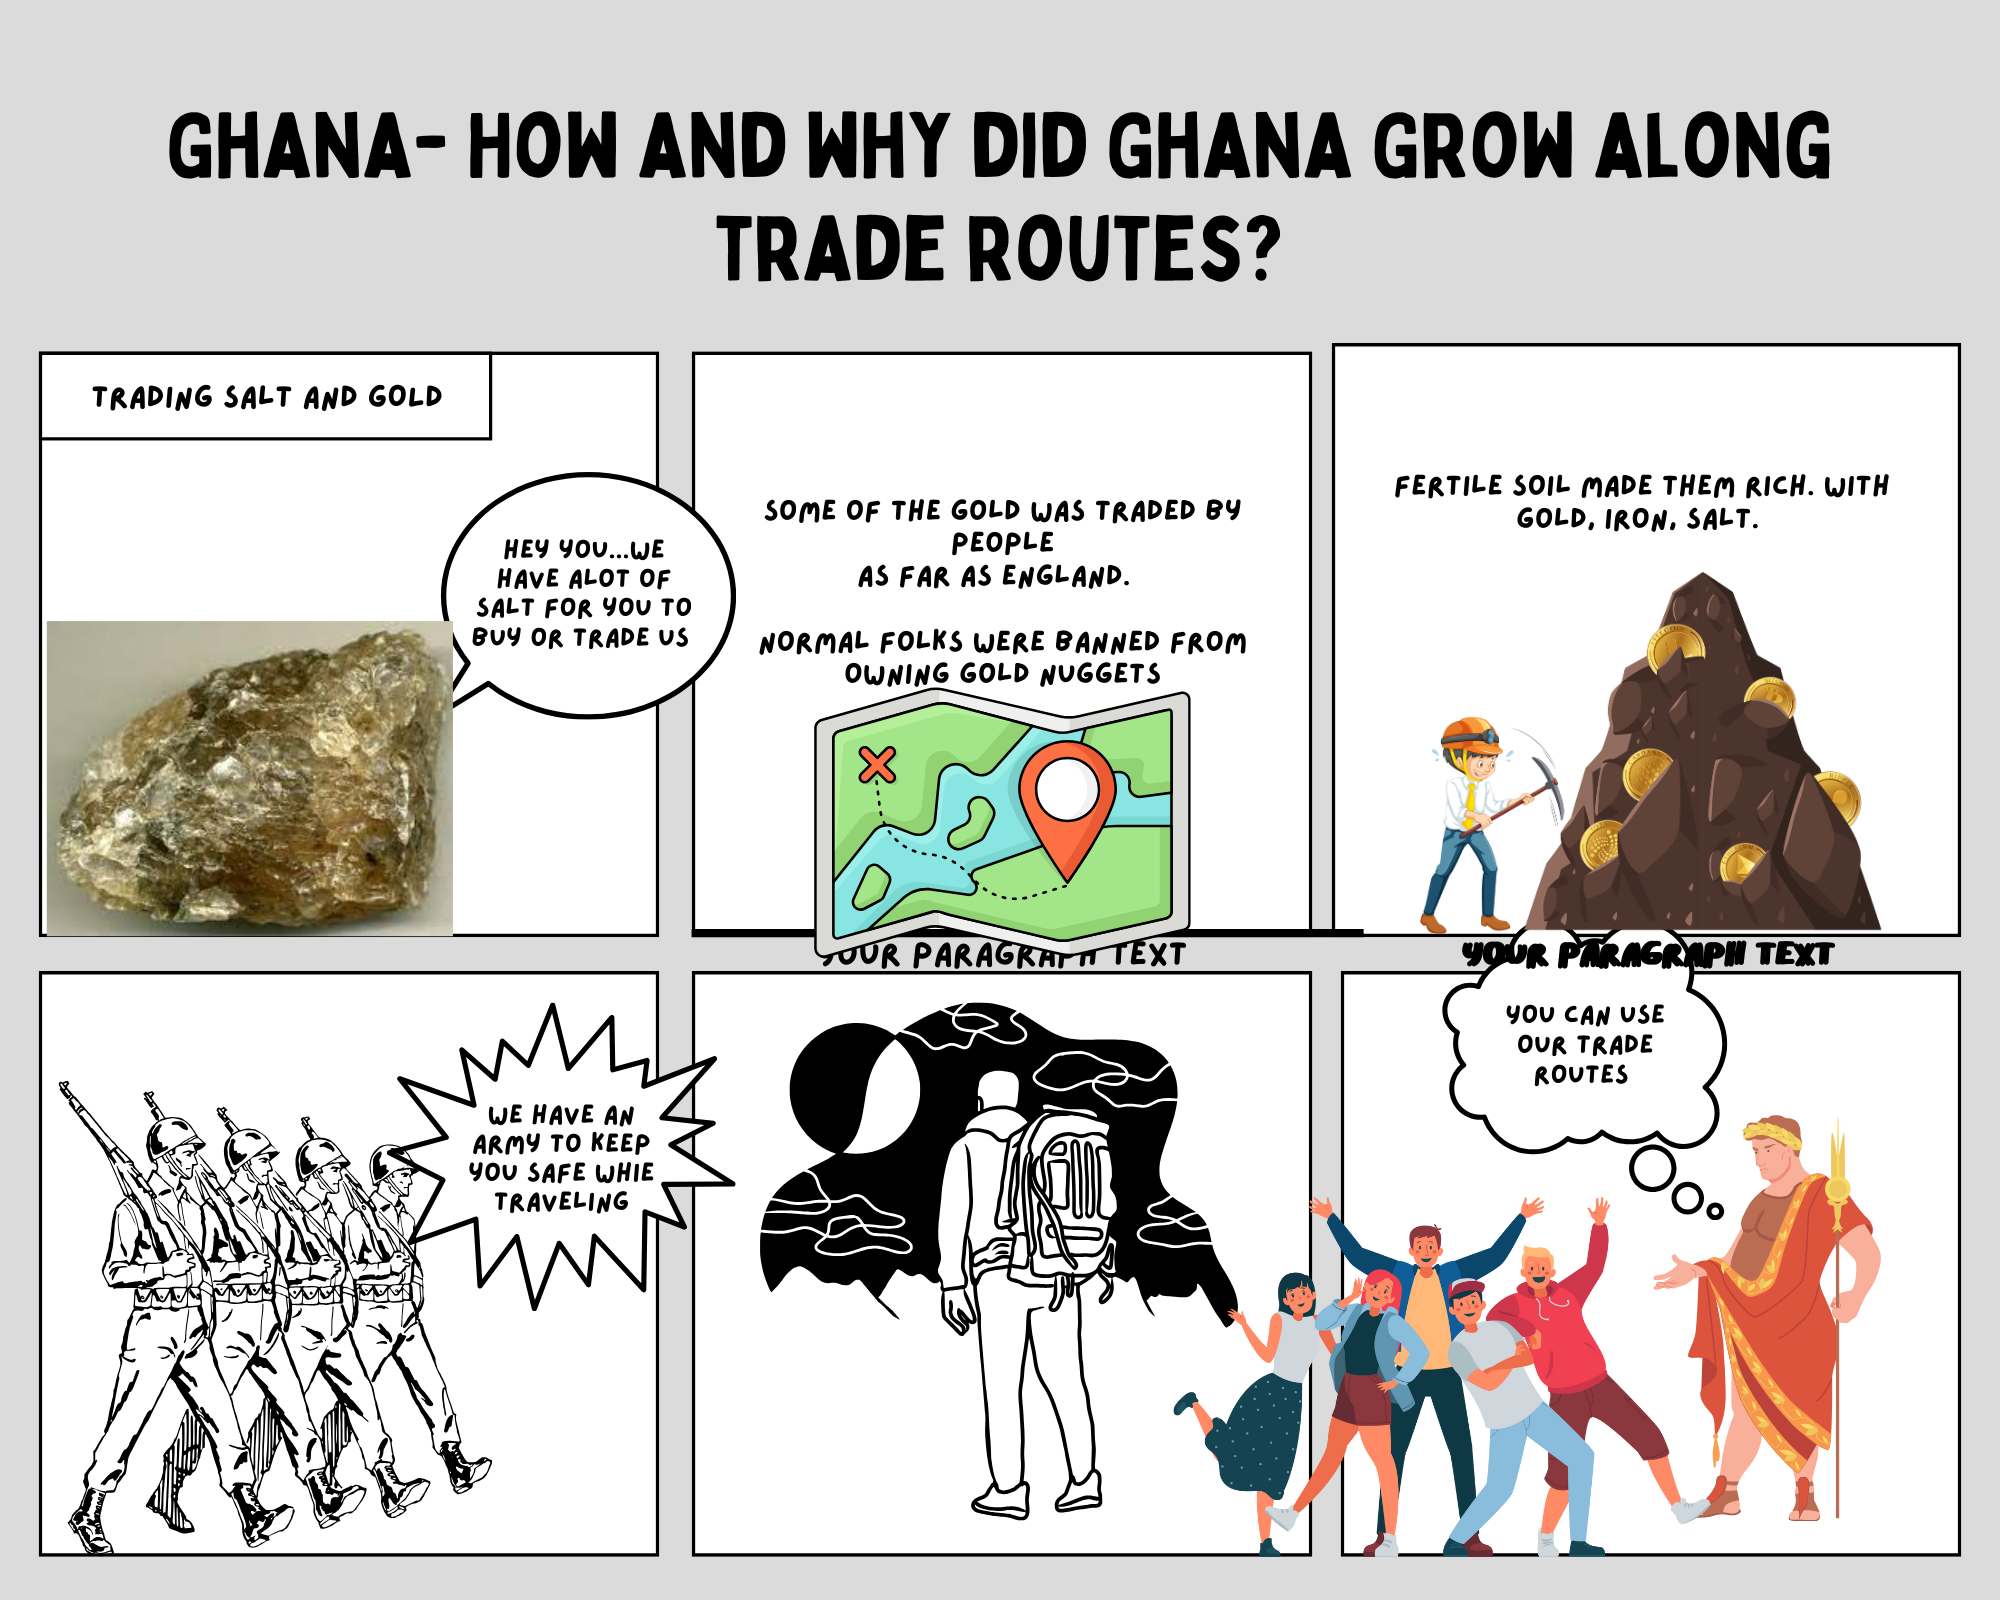 GHANA- HOW AND WHY DID GHANA GROW ALONG
TRADE ROUTES?
TRADING SALT AND GOLD
HEY YOU...WE
HAVE ALOT OF
SALT FOR YOU TO
BUY OR TRADE US
SOME OF THE GOLD WAS TRADED BY
PEOPLE
AS FAR AS ENGLAND.
NORMAL FOLKS WERE BANNED FROM
OWNING GOLD NUGGETS
FERTILE SOIL MADE THEM RICH. WITH
GOLD, IRON, SALT.
YOUR PARAGRAPH TEXT
YOUR PARAGRAPH TEXT
WE HAVE AN
ARMY TO KEEP
YOU SAFE WHIE
TRAVELING
YOU CAN USE
OUR TRADE
ROUTES